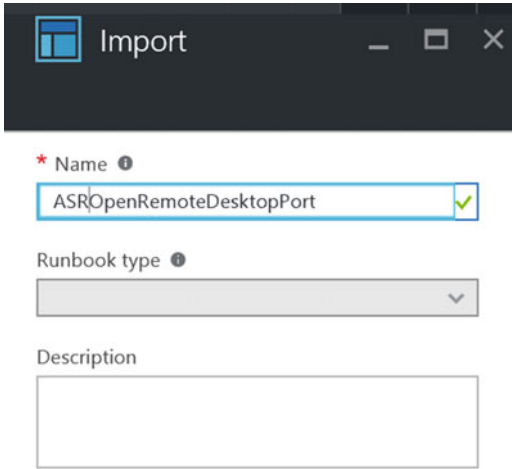 Import
* Name
ASROpenRemoteDesktopPort
Runbook type
Description